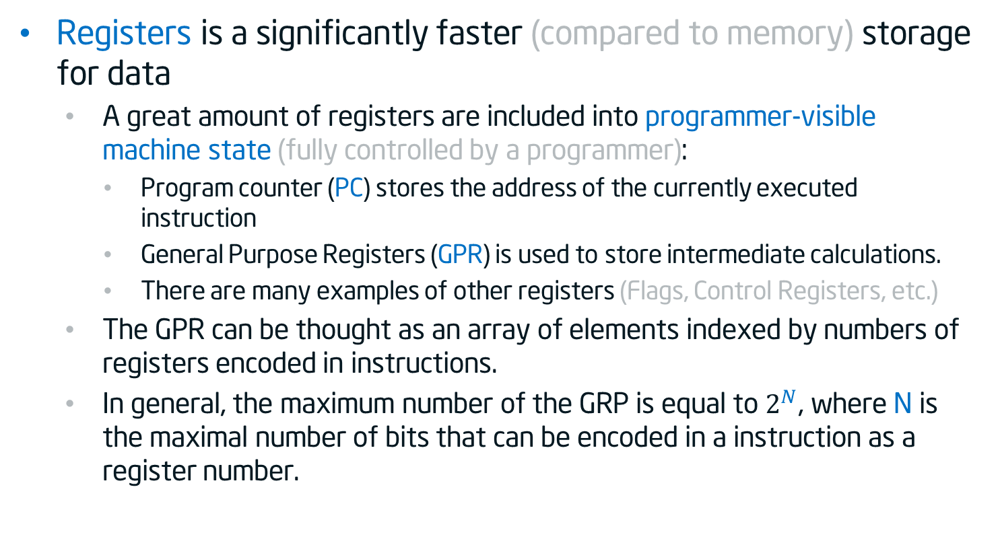 • Registers is a significantly faster (compared to memory) storage
for data
• A great amount of registers are included into programmer-visible
machine state (fully controlled by a programmer):
• Program counter (PC) stores the address of the currently executed
instruction
• General Purpose Registers (GPR) is used to store intermediate calculations.
• There are many examples of other registers (Flags, Control Registers, etc.)
• The GPR can be thought as an array of elements indexed by numbers of
registers encoded in instructions.
• In general, the maximum number of the GRP is equal to 2^N, where N is
the maximal number of bits that can be encoded in a instruction as a
register number.